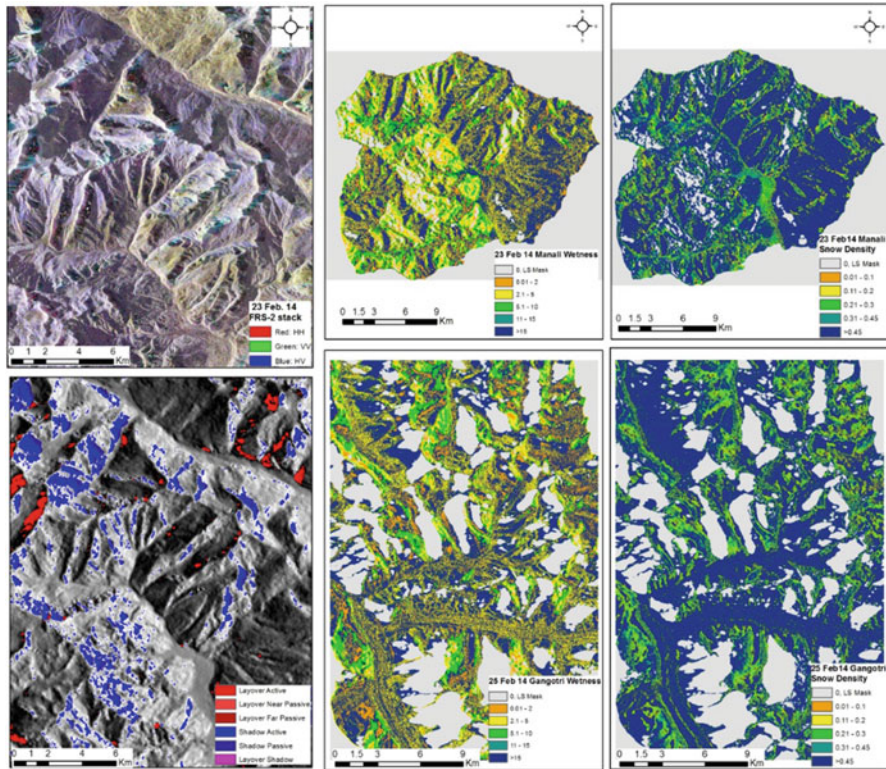 N
W
E
S
23 Feb. 14
FRS-2 stack
Red: HH
Green: VV
Blue: HV
0 1 2 4 6
Km
N
W
E
S
23 Feb 14 Manali Wetness
0, LS Mask
0.01 - 2
2.1 - 5
5.1 - 10
11 - 15
>15
0 1.5 3 6 9
Km
N
W
E
S
23 Feb14 Manali
Snow Density
0, LS Mask
0.01 - 0.1
0.11 - 0.2
0.21 - 0.3
0.31 - 0.45
>0.45
0 1.5 3 6 9
Km
Layover Active
Layover Near Passive
Layover Far Passive
Shadow Active
Shadow Passive
Layover Shadow
0 1 2 4 6
Km
25 Feb 14 Gangotri Wetness
0, LS Mask
0.01 - 2
2.1 - 5
5.1 - 10
11 - 15
>15
0 1.5 3 6 9
Km
25 Feb14 Gangotri
Snow Density
0, LS Mask
0.01 - 0.1
0.11 - 0.2
0.21 - 0.3
0.31 - 0.45
>0.45
0 1.5 3 6 9
Km